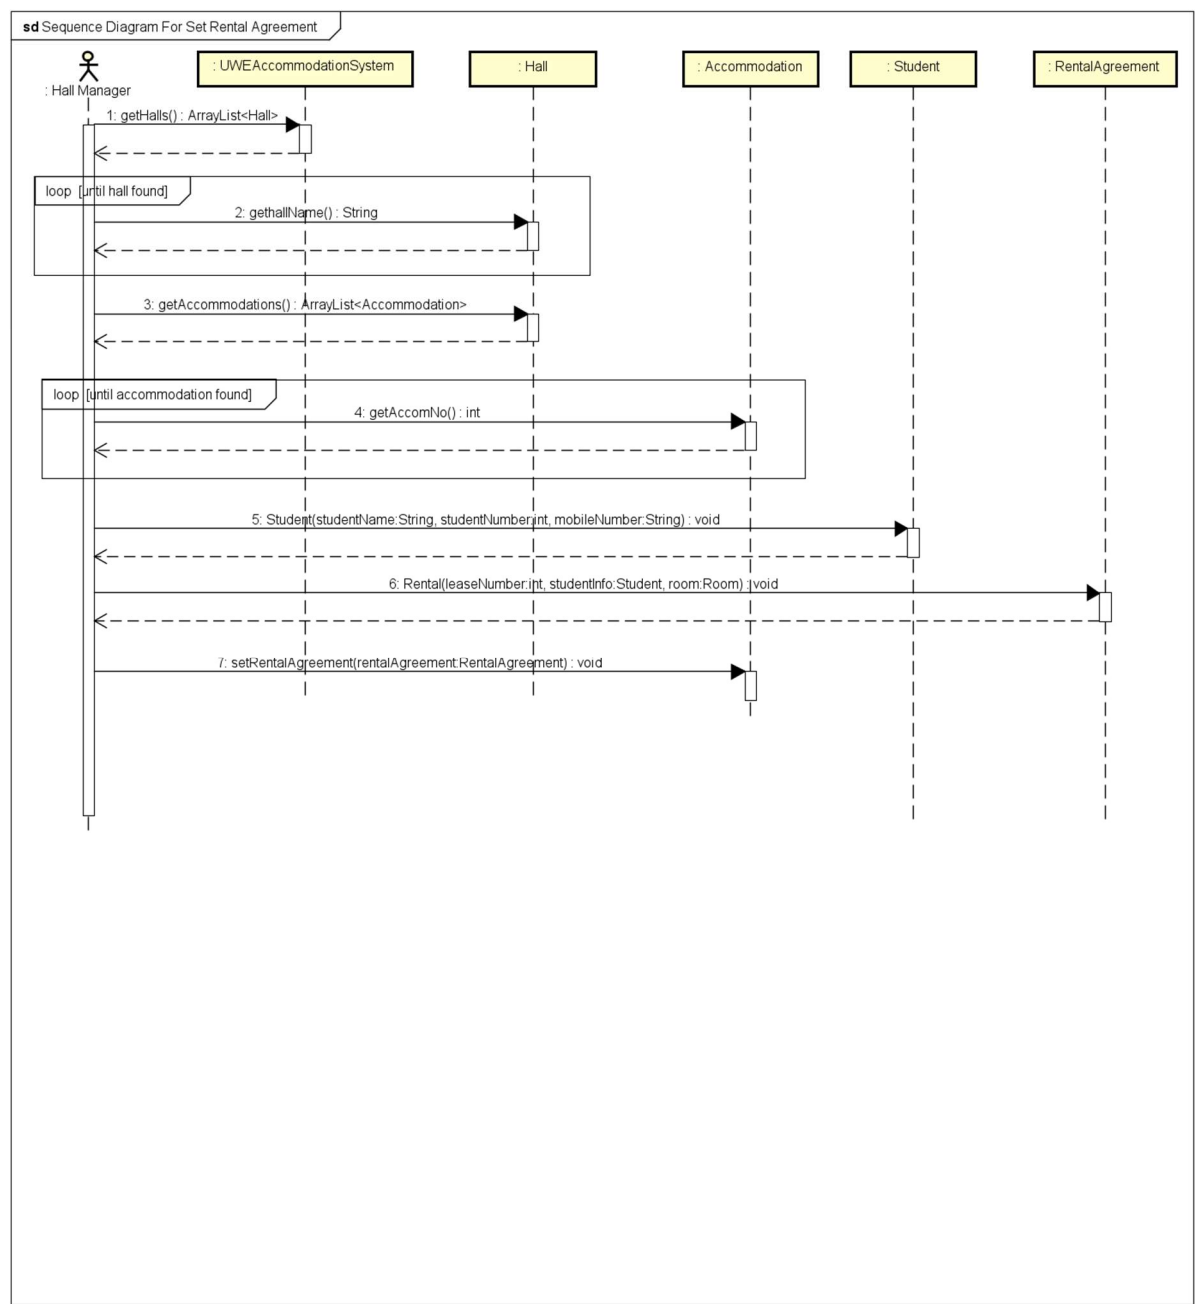 sd Sequence Diagram For Set Rental Agreement
: Hall Manager
: UWEAccommodationSystem
: Hall
: Accommodation
: Student
: RentalAgreement
1: getHalls() : ArrayList<Hall>
loop [until hall found]
2: gethallName() : String
3: getAccommodations() : ArrayList<Accommodation>
loop [until accommodation found]
4: getAccomNo() : int
5: Student(studentName:String, studentNumber:int, mobileNumber:String) : void
6: Rental(leaseNumber:int, studentInfo:Student, room:Room) : void
7: setRentalAgreement(rentalAgreement:RentalAgreement) : void